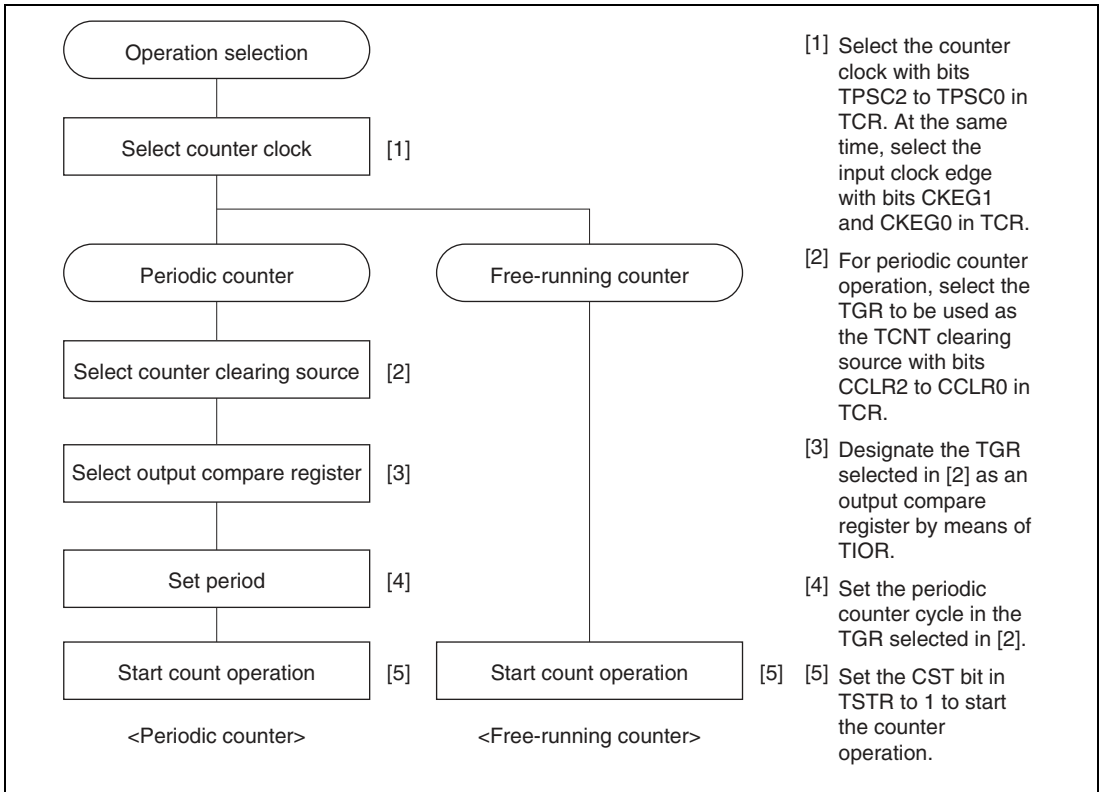 Operation selection
Select counter clock
[1]
Periodic counter
Free-running counter
Select counter clearing source
[2]
Select output compare register
[3]
Set period
[4]
Start count operation
[5]
Start count operation
[5]
<Periodic counter>
<Free-running counter>
[1] Select the counter
clock with bits
TPSC2 to TPSC0 in
TCR. At the same
time, select the
input clock edge
with bits CKEG1
and CKEG0 in TCR.
[2] For periodic counter
operation, select the
TGR to be used as
the TCNT clearing
source with bits
CCLR2 to CCLR0 in
TCR.
[3] Designate the TGR
selected in [2] as an
output compare
register by means of
TIOR.
[4] Set the periodic
counter cycle in the
TGR selected in [2].
[5] Set the CST bit in
TSTR to 1 to start
the counter
operation.